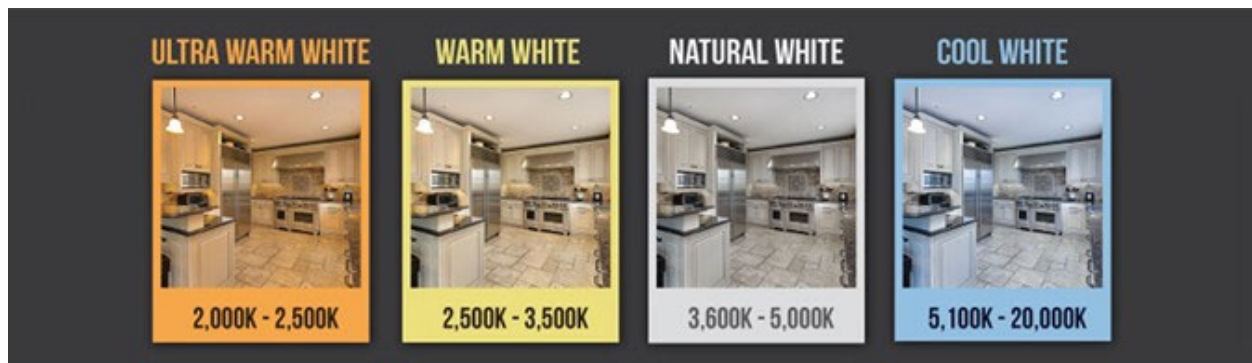 ULTRA WARM WHITE
2,000K - 2,500K
WARM WHITE
2,500K - 3,500K
NATURAL WHITE
3,600K - 5,000K
COOL WHITE
5,100K - 20,000K